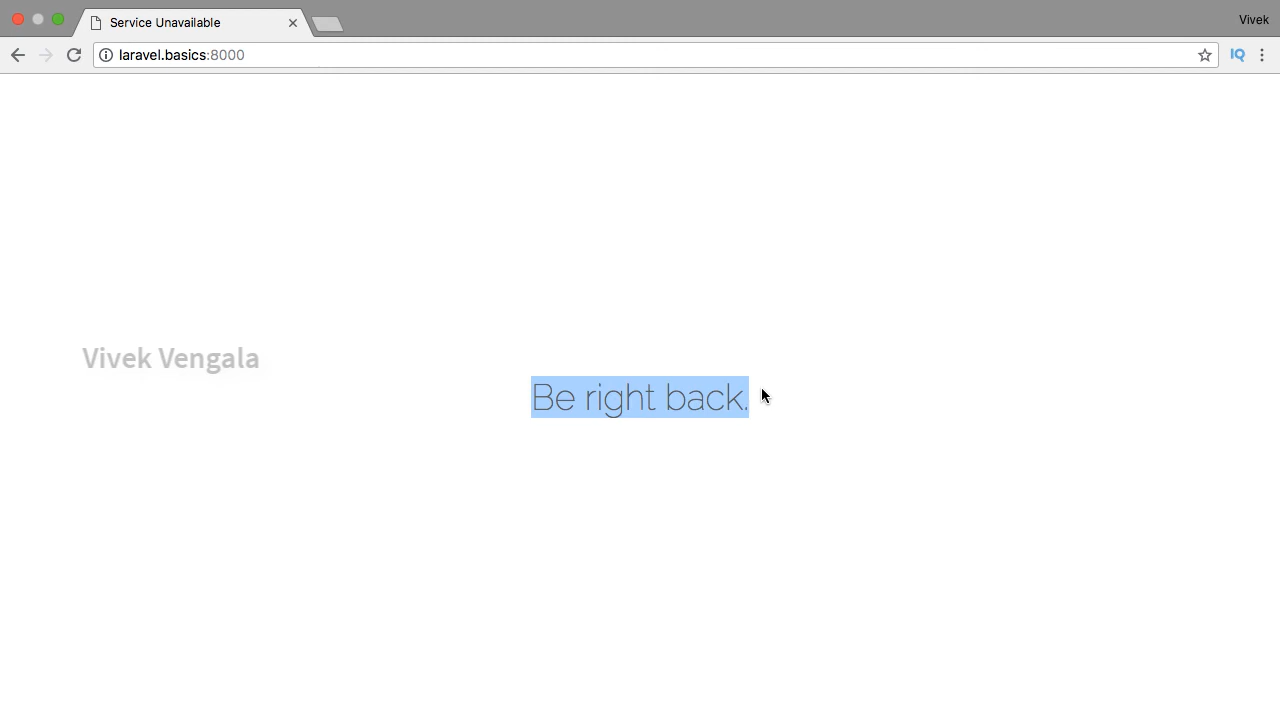 Service Unavailable
Vivek
laravel.basics:8000
IQ
Vivek Vengala
Be right back.